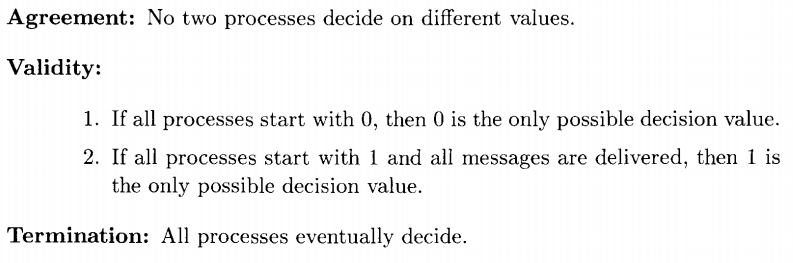 Agreement: No two processes decide on different values.
Validity:
1. If all processes start with 0, then 0 is the only possible decision value.
2. If all processes start with 1 and all messages are delivered, then 1 is
the only possible decision value.
Termination: All processes eventually decide.